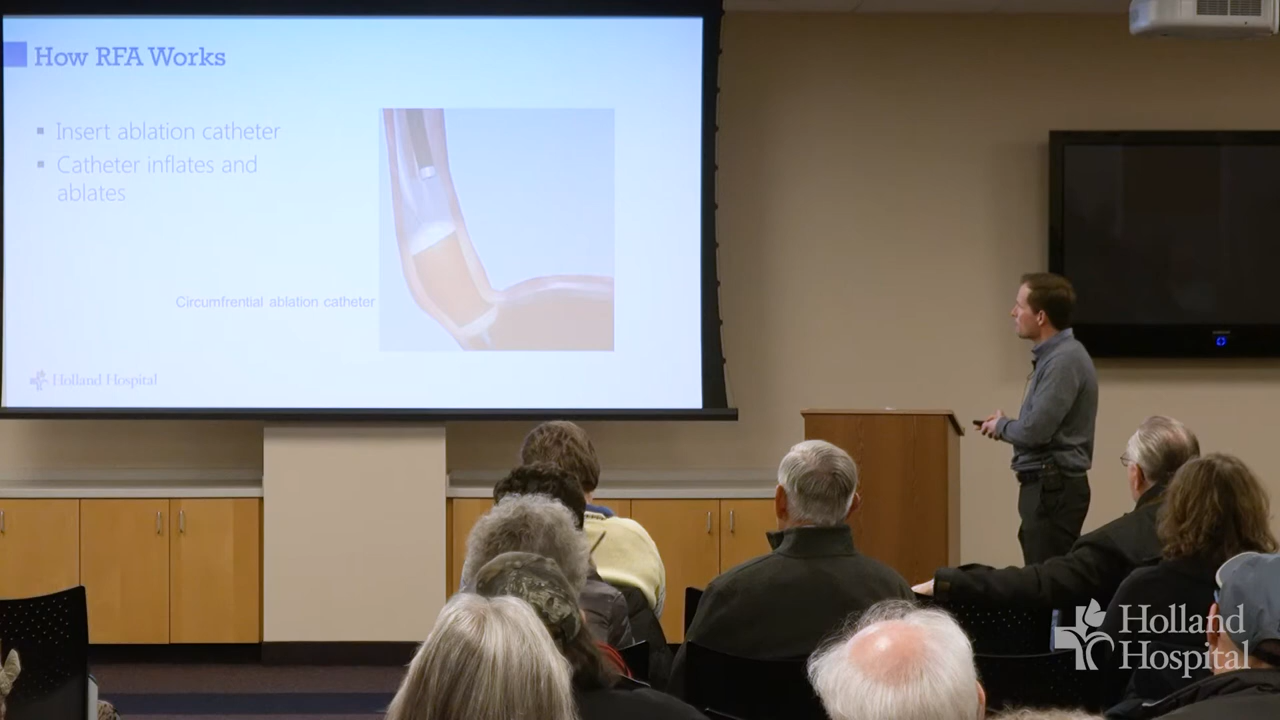 How RFA Works
Insert ablation catheter
Catheter inflates and
ablates
Circumfrential ablation catheter
Holland Hospital
Holland
Hospital